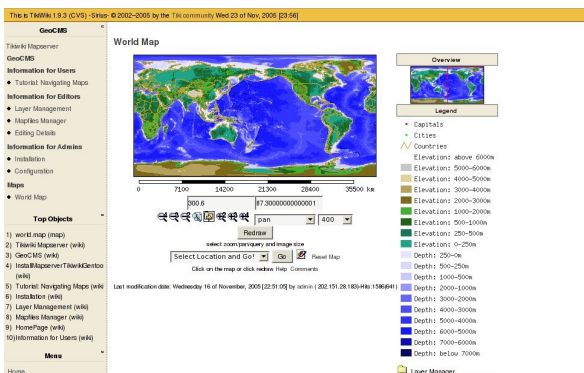 This is TikiWiki 1.9.3 (CVS) -Sirius- © 2002–2005 by the Tiki community Wed 23 of Nov, 2005 [23:56]
GeoCMS
Tikiwiki Mapserver
GeoCMS
Information for Users
Tutorial: Navigating Maps
Information for Editors
Layer Management
Mapfiles Manager
Editing Details
Information for Admins
Installation
Configuration
Maps
World Map
Top Objects
1) world.map (map)
2) Tikiwiki Mapserver (wiki)
3) GeoCMS (wiki)
4) InstallMapserverTikiwikiGentoo (wiki)
5) Tutorial: Navigating Maps (wiki)
6) Installation (wiki)
7) Layer Management (wiki)
8) Mapfiles Manager (wiki)
9) HomePage (wiki)
10) Information for Users (wiki)
Menu
Home
World Map
0 7100 14200 21300 28400 35500 km
300.6 87.30000000000001
pan 400
Redraw
select zoom/pan/query and image size
Select Location and Go! Go Reset Map
Click on the map or click redraw Help Comments
Last modification date: Wednesday 16 of November, 2005 [22:51:05] by admin (202.151.28.183)-Hits:1586(641)
Overview
Legend
Capitals
Cities
Countries
Elevation: above 6000m
Elevation: 5000-6000m
Elevation: 4000-5000m
Elevation: 3000-4000m
Elevation: 2000-3000m
Elevation: 1000-2000m
Elevation: 500-1000m
Elevation: 250-500m
Elevation: 0-250m
Depth: 250-0m
Depth: 500-250m
Depth: 1000-500m
Depth: 2000-1000m
Depth: 3000-2000m
Depth: 4000-3000m
Depth: 5000-4000m
Depth: 6000-5000m
Depth: 7000-6000m
Depth: below 7000m
Layer Manager